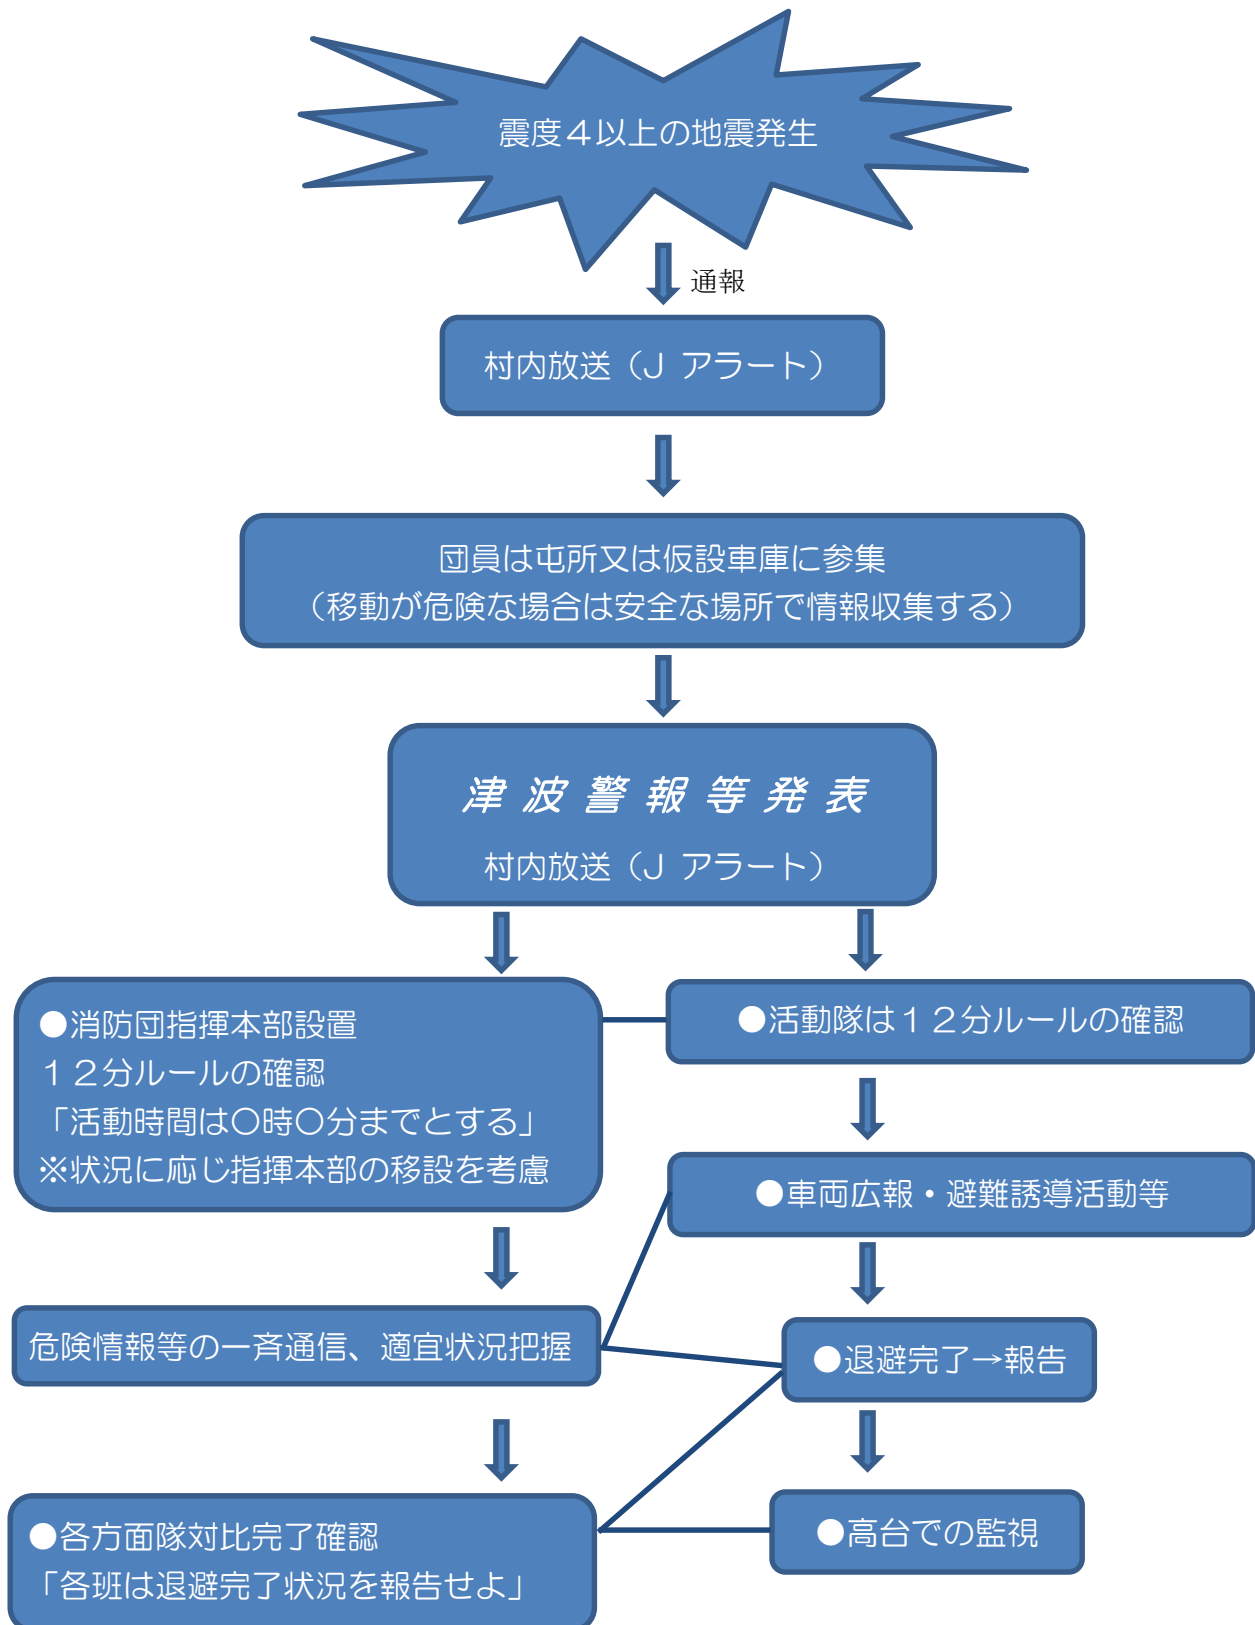 震度４以上の地震発生
通報
村内放送（J アラート）
団員は屯所又は仮設車庫に参集
（移動が危険な場合は安全な場所で情報収集する）
津波警報等発表
村内放送（J アラート）
●消防団指揮本部設置
１２分ルールの確認
「活動時間は〇時〇分までとする」
※状況に応じ指揮本部の移設を考慮
●活動隊は１２分ルールの確認
●車両広報・避難誘導活動等
危険情報等の一斉通信、適宜状況把握
●退避完了→報告
●各方面隊対比完了確認
「各班は退避完了状況を報告せよ」
●高台での監視